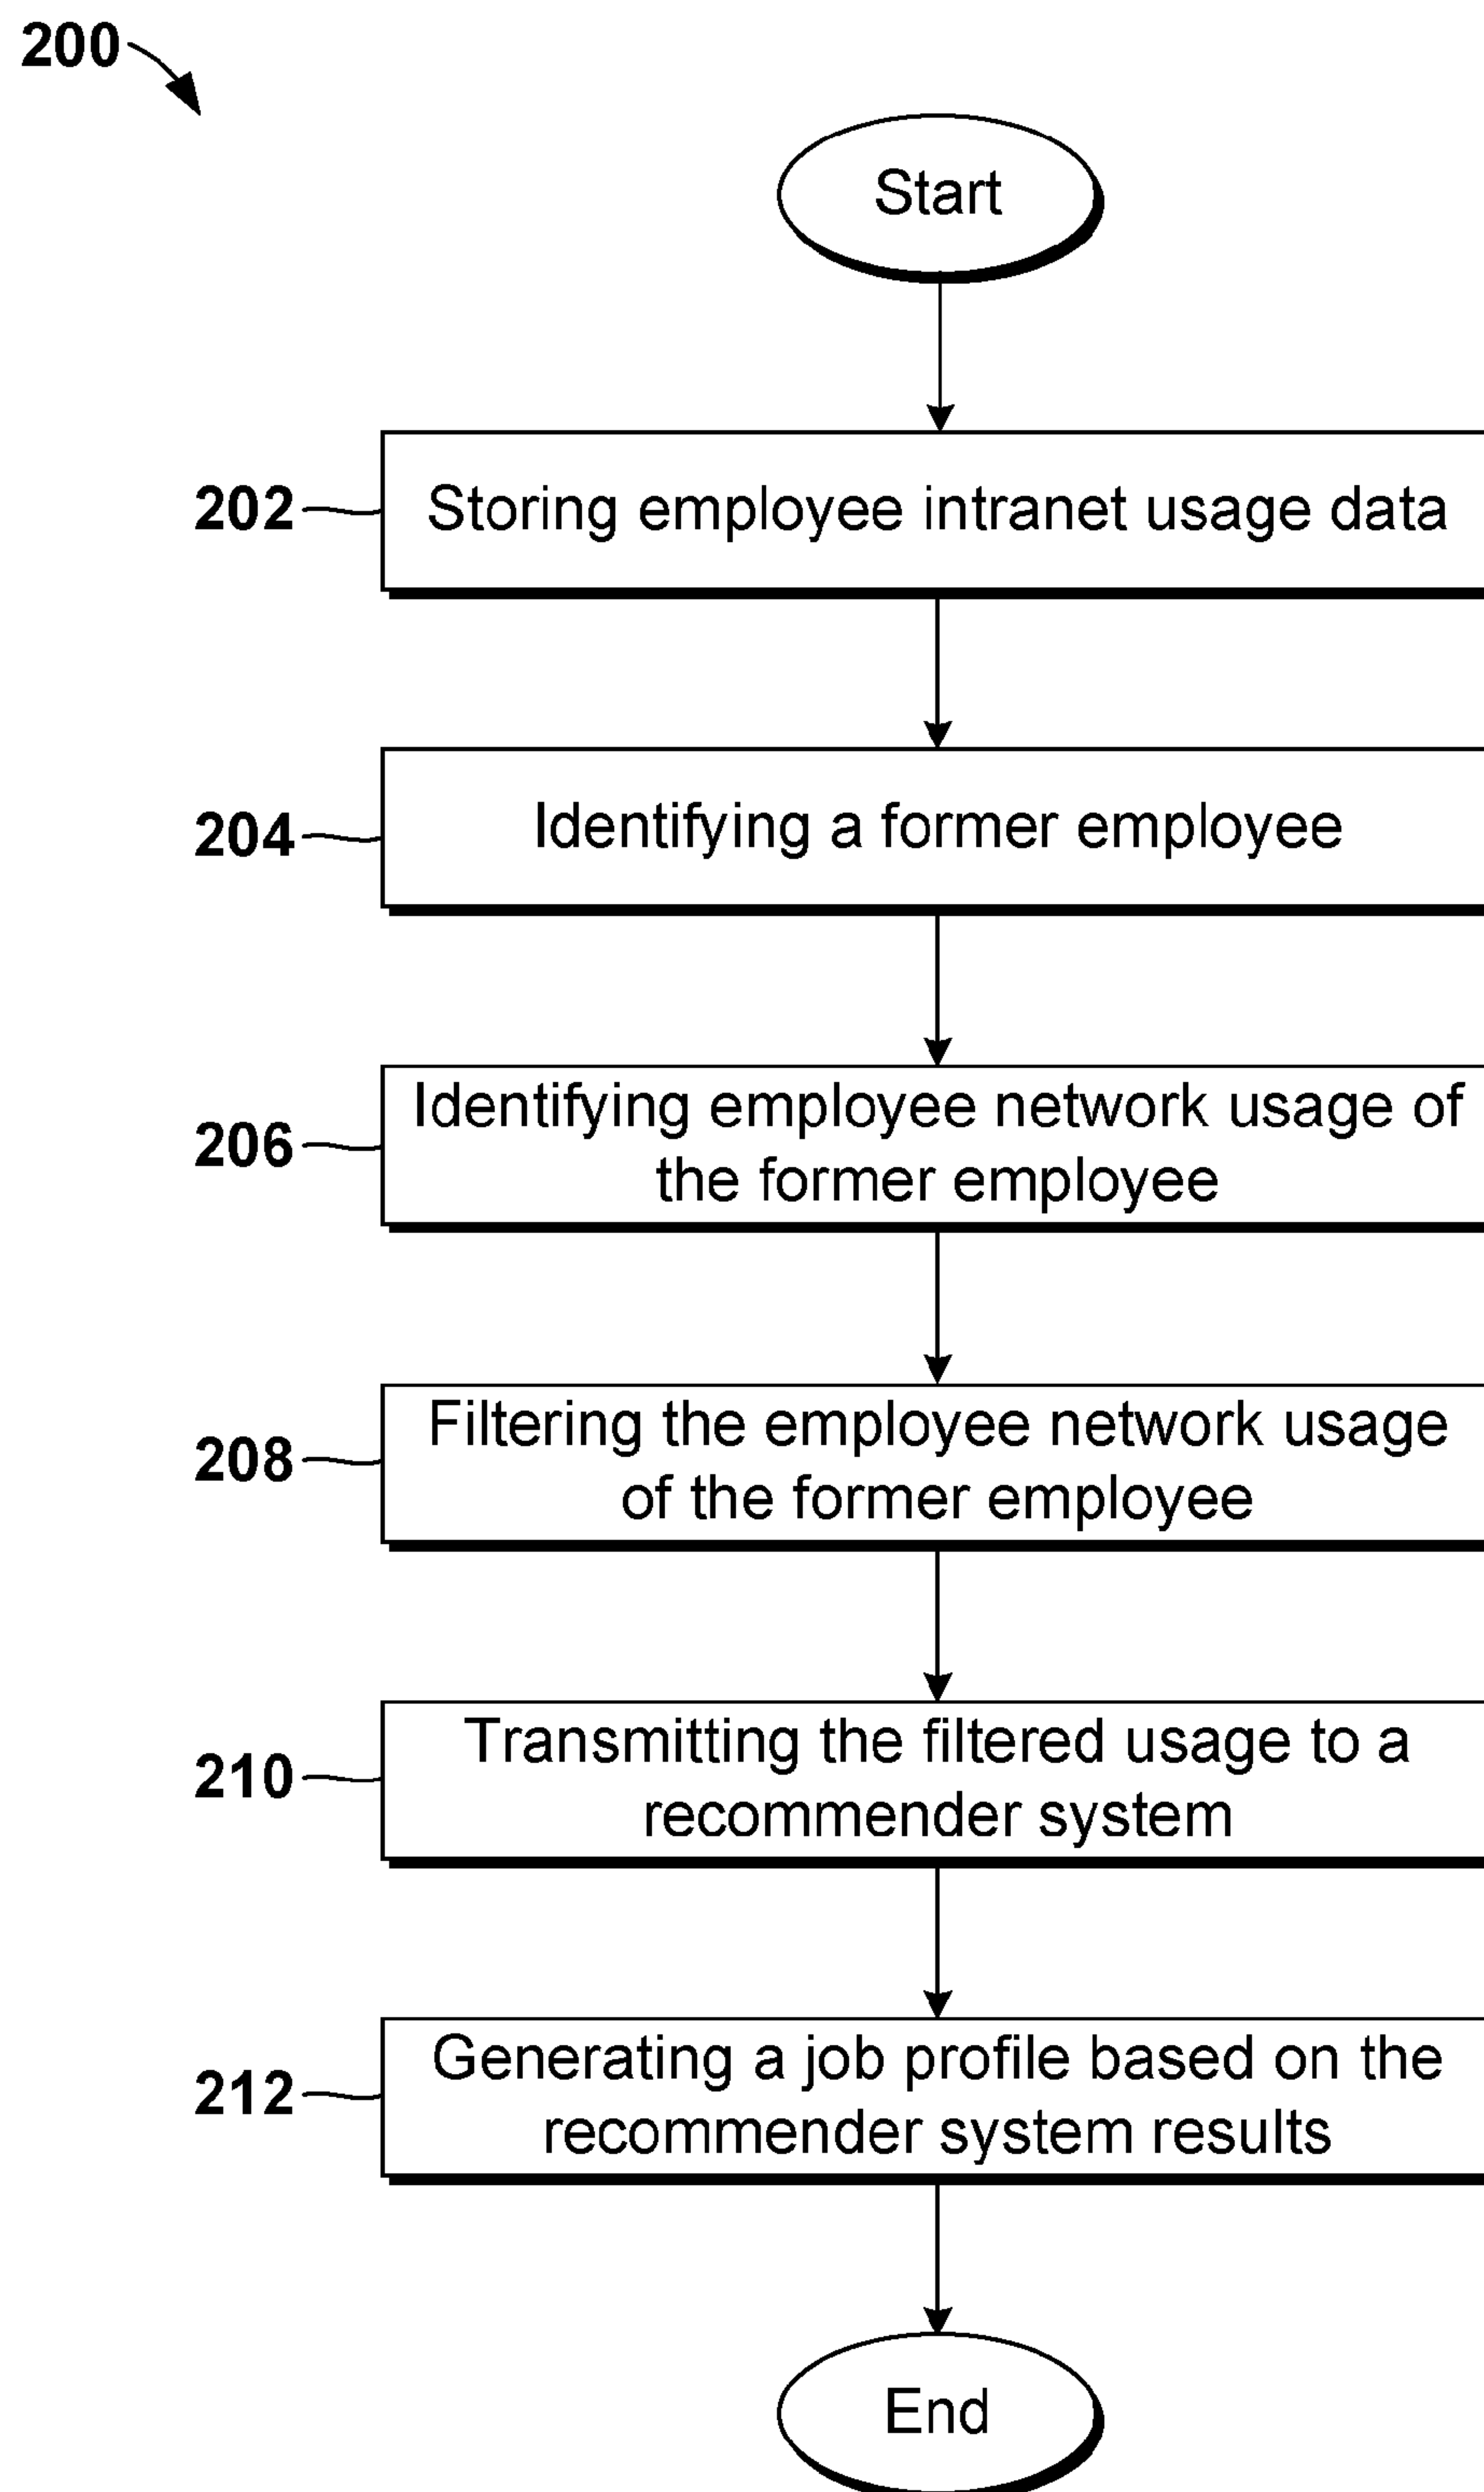 200
Start
202
Storing employee intranet usage data
204
Identifying a former employee
206
Identifying employee network usage of
the former employee
208
Filtering the employee network usage
of the former employee
210
Transmitting the filtered usage to a
recommender system
212
Generating a job profile based on the
recommender system results
End